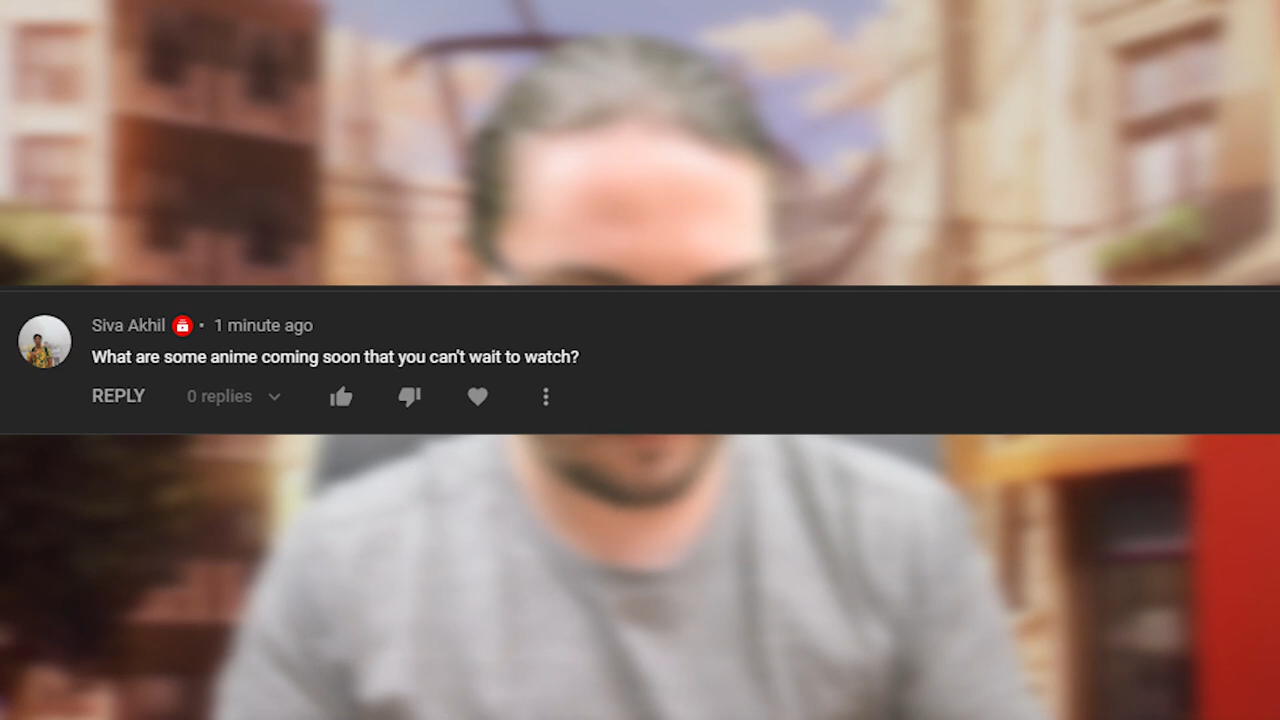 Siva Akhil • 1 minute ago
What are some anime coming soon that you can't wait to watch?
REPLY 0 replies